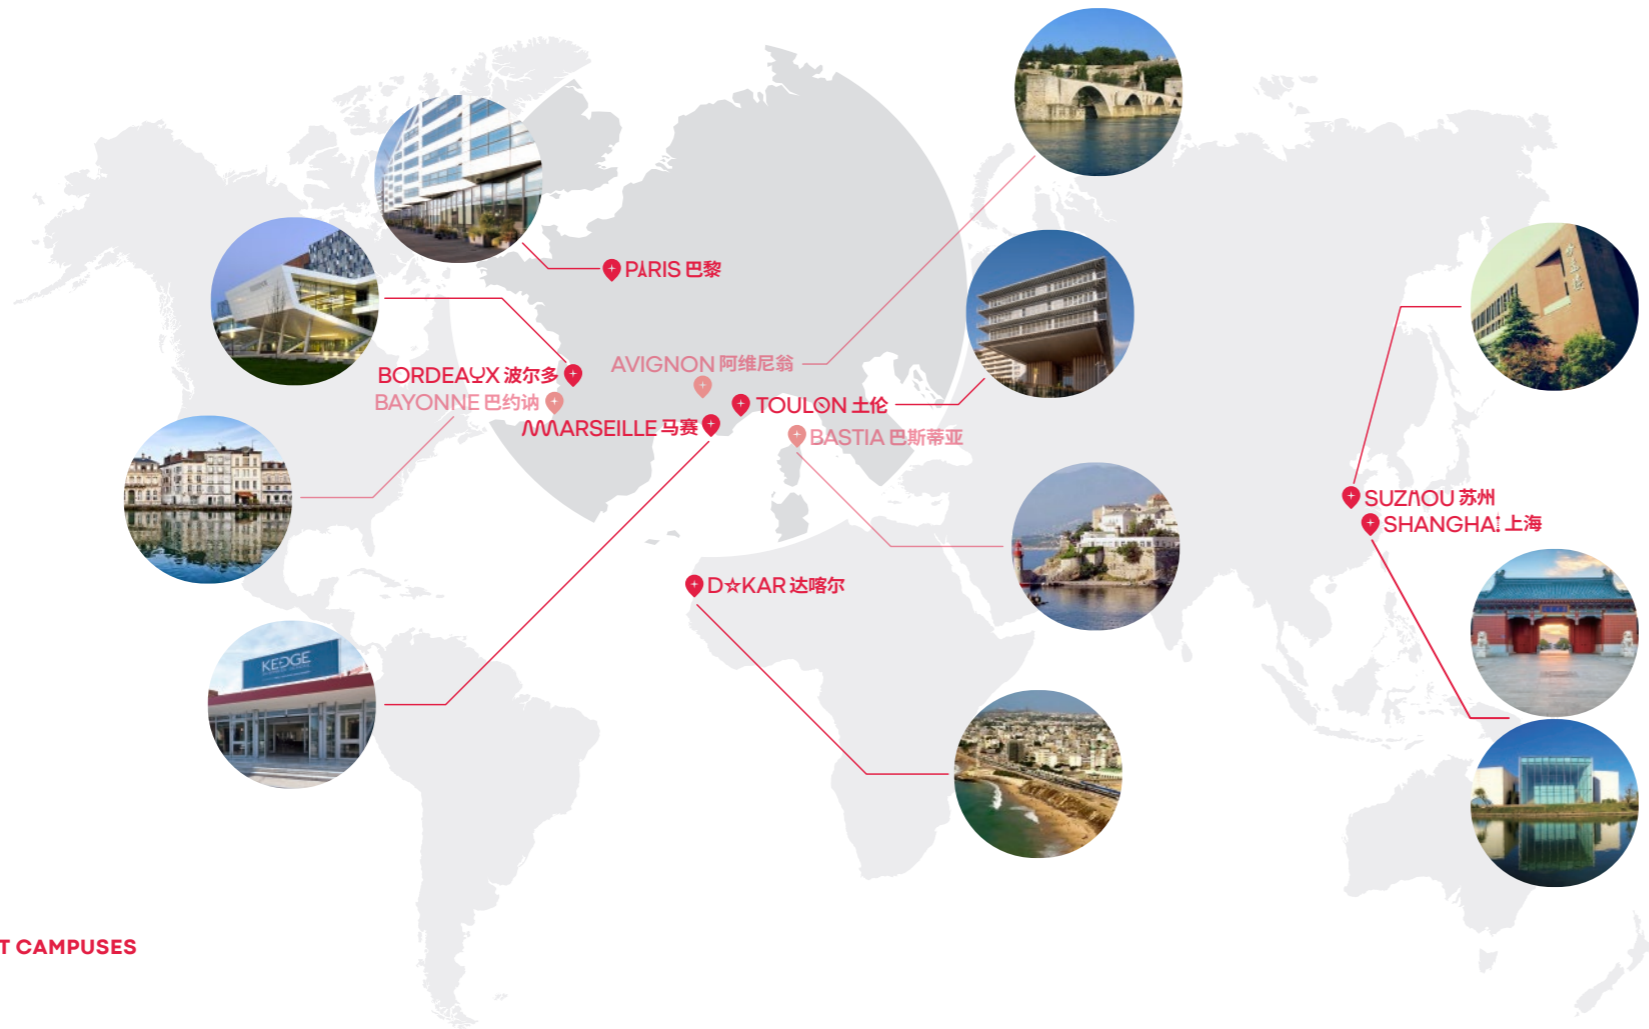 PARIS 巴黎
AVIGNON 阿维尼翁
BORDEAUX 波尔多
BAYONNE 巴约讷
TOULON 土伦
MARSEILLE 马赛
BASTIA 巴斯蒂亚
SUZHOU 苏州
SHANGHAI 上海
DAKAR 达喀尔
KEDGE
T CAMPUSES